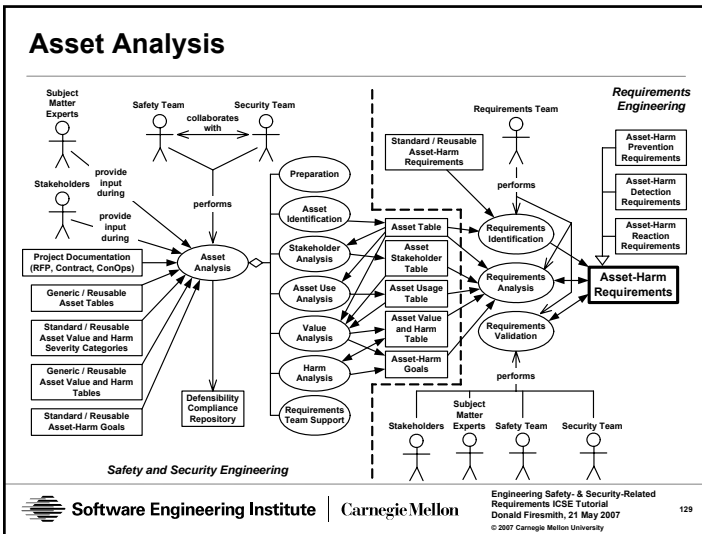 Asset Analysis
Subject
Matter
Experts
Safety Team
Security Team
collaborates
with
provide
input
during
Stakeholders
provide
input
during
performs
Project Documentation
(RFP, Contract, ConOps)
Generic / Reusable
Asset Tables
Standard / Reusable
Asset Value and Harm
Severity Categories
Generic / Reusable
Asset Value and Harm
Tables
Standard / Reusable
Asset-Harm Goals
Asset
Analysis
Defensibility
Compliance
Repository
Preparation
Asset
Identification
Stakeholder
Analysis
Asset Use
Analysis
Value
Analysis
Harm
Analysis
Requirements
Team Support
Safety and Security Engineering
Asset Table
Asset
Stakeholder
Table
Asset Usage
Table
Asset Value
and Harm
Table
Asset-Harm
Goals
Requirements Team
Requirements
Engineering
Standard / Reusable
Asset-Harm
Requirements
performs
Requirements
Identification
Requirements
Analysis
Requirements
Validation
Asset-Harm
Prevention
Requirements
Asset-Harm
Detection
Requirements
Asset-Harm
Reaction
Requirements
Asset-Harm
Requirements
performs
Stakeholders
Subject
Matter
Experts
Safety Team
Security Team
Software Engineering Institute
Carnegie Mellon
Engineering Safety- & Security-Related
Requirements ICSE Tutorial
Donald Firesmith, 21 May 2007
© 2007 Carnegie Mellon University
129